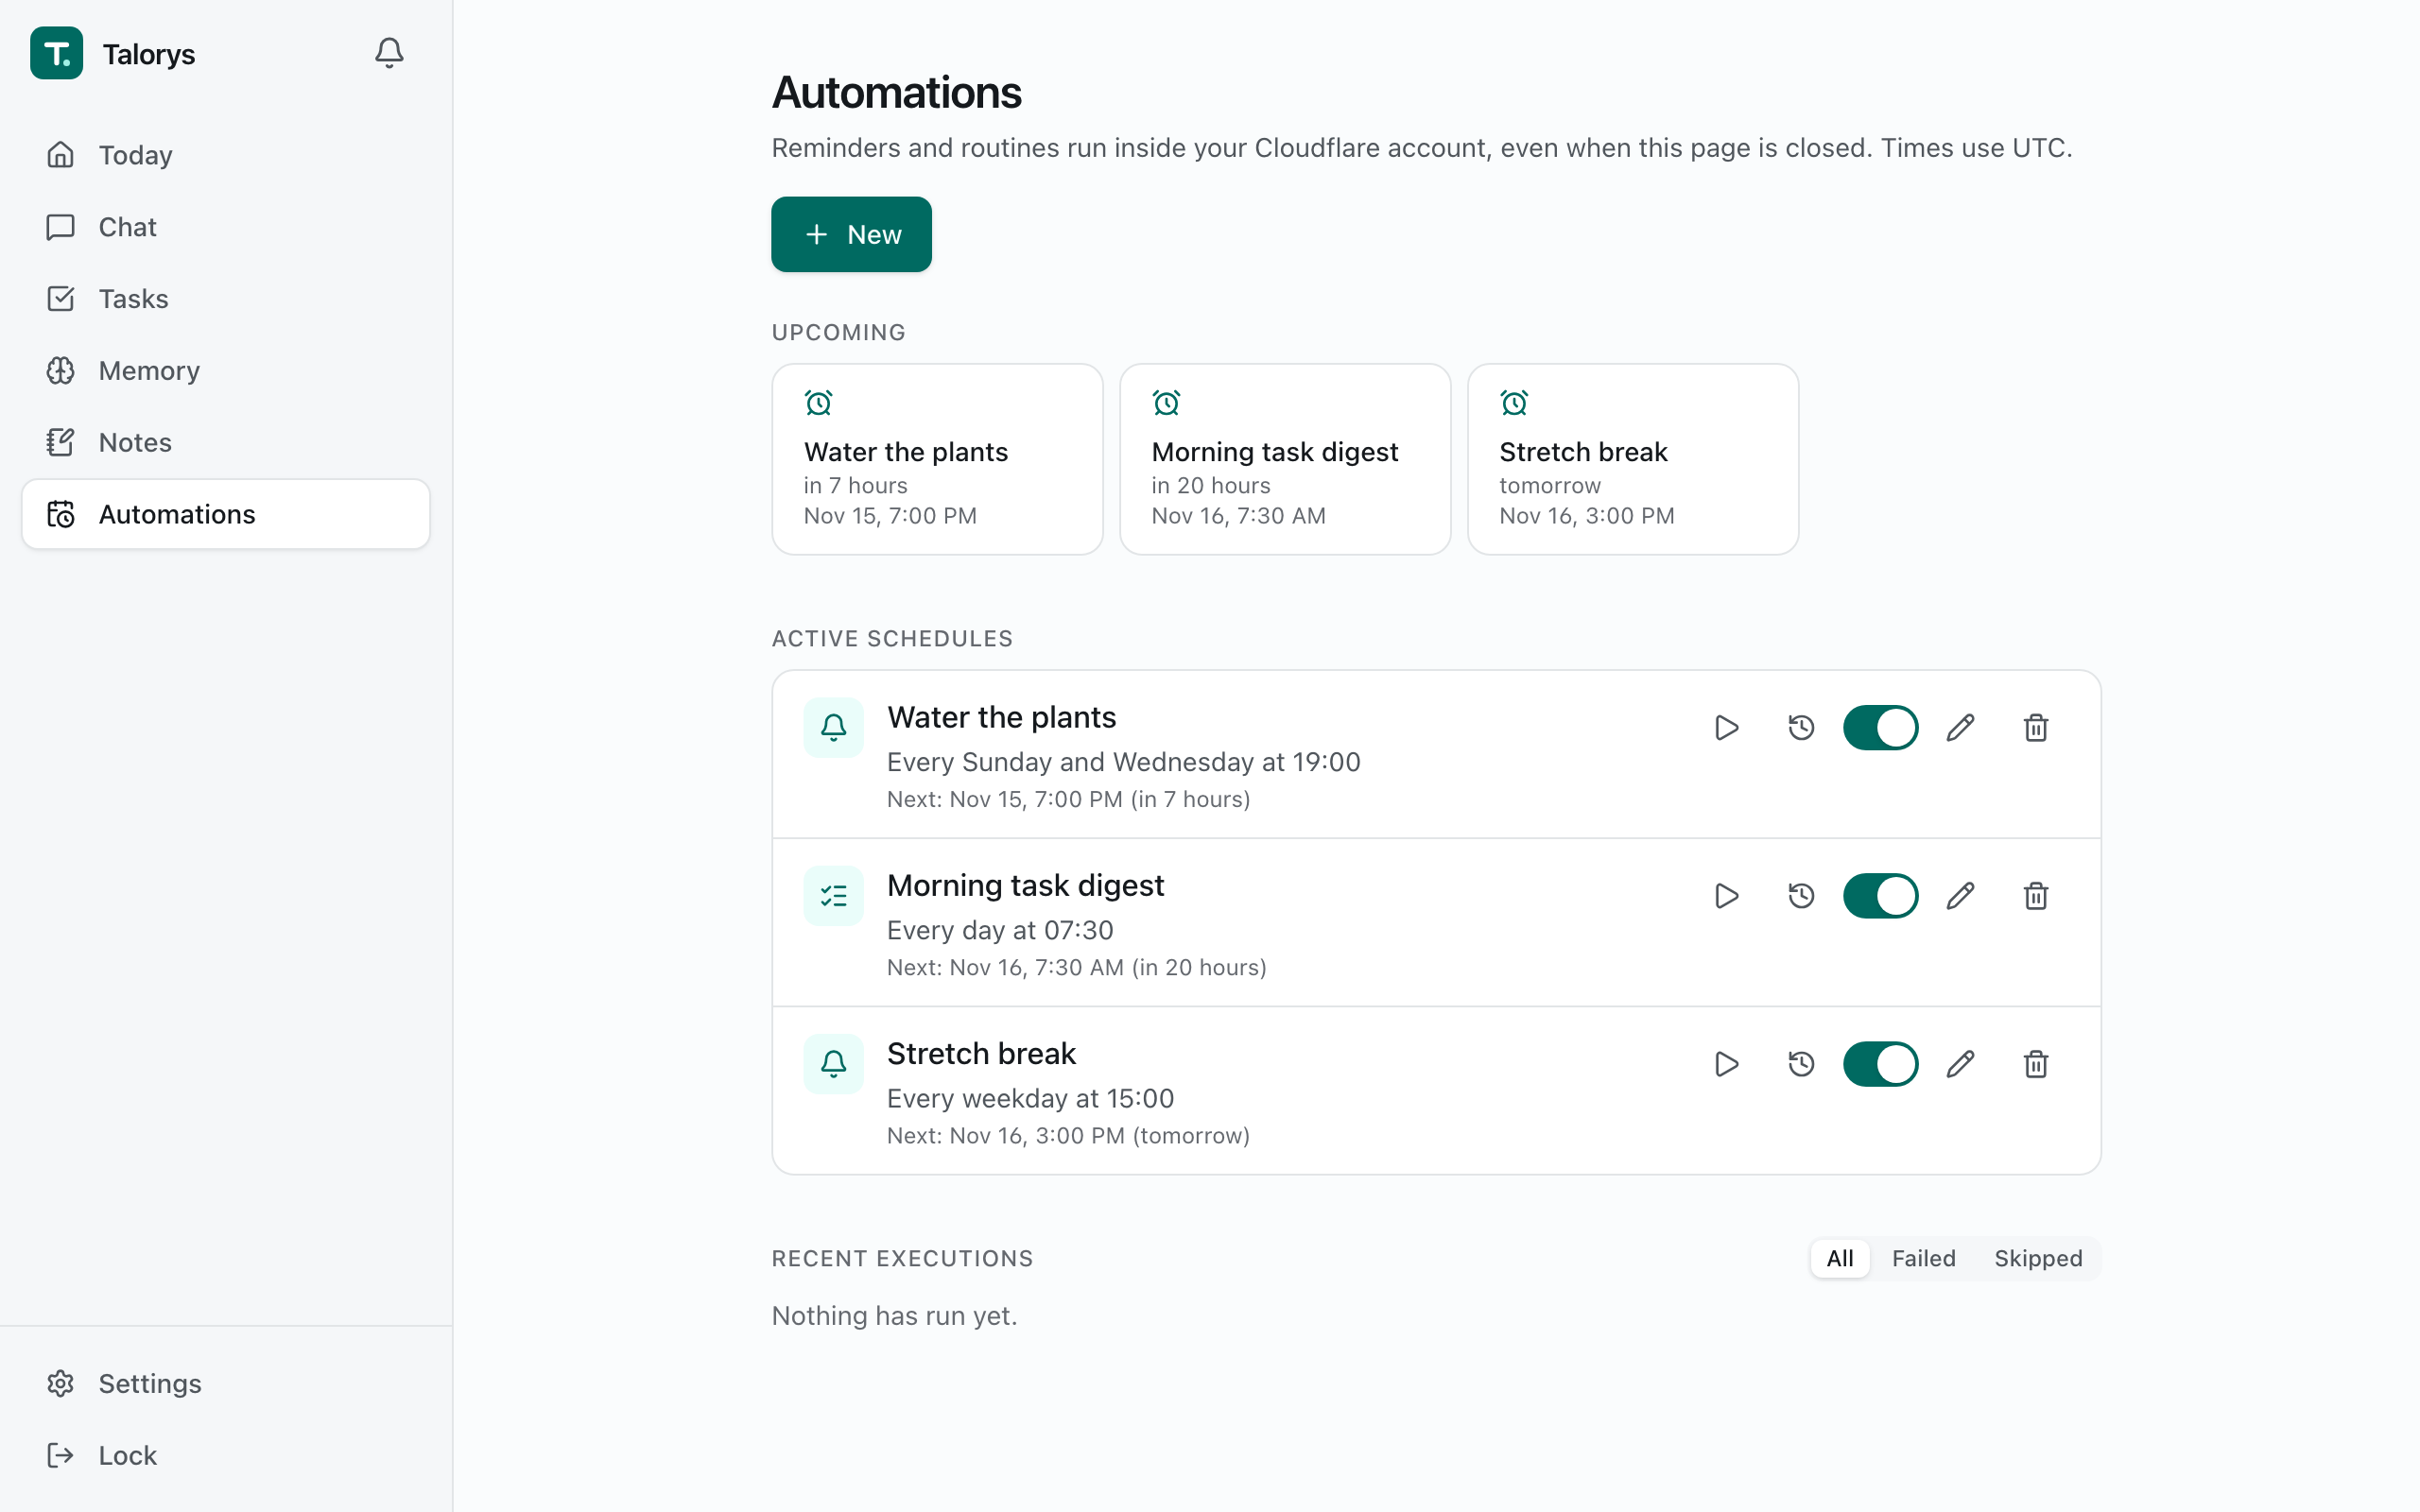 T.
Talorys
Today
Chat
Tasks
Memory
Notes
Automations
Settings
Lock
Automations
Reminders and routines run inside your Cloudflare account, even when this page is closed. Times use UTC.
New
UPCOMING
Water the plants
in 7 hours
Nov 15, 7:00 PM
Morning task digest
in 20 hours
Nov 16, 7:30 AM
Stretch break
tomorrow
Nov 16, 3:00 PM
ACTIVE SCHEDULES
Water the plants
Every Sunday and Wednesday at 19:00
Next: Nov 15, 7:00 PM (in 7 hours)
Morning task digest
Every day at 07:30
Next: Nov 16, 7:30 AM (in 20 hours)
Stretch break
Every weekday at 15:00
Next: Nov 16, 3:00 PM (tomorrow)
RECENT EXECUTIONS
All Failed Skipped
Nothing has run yet.